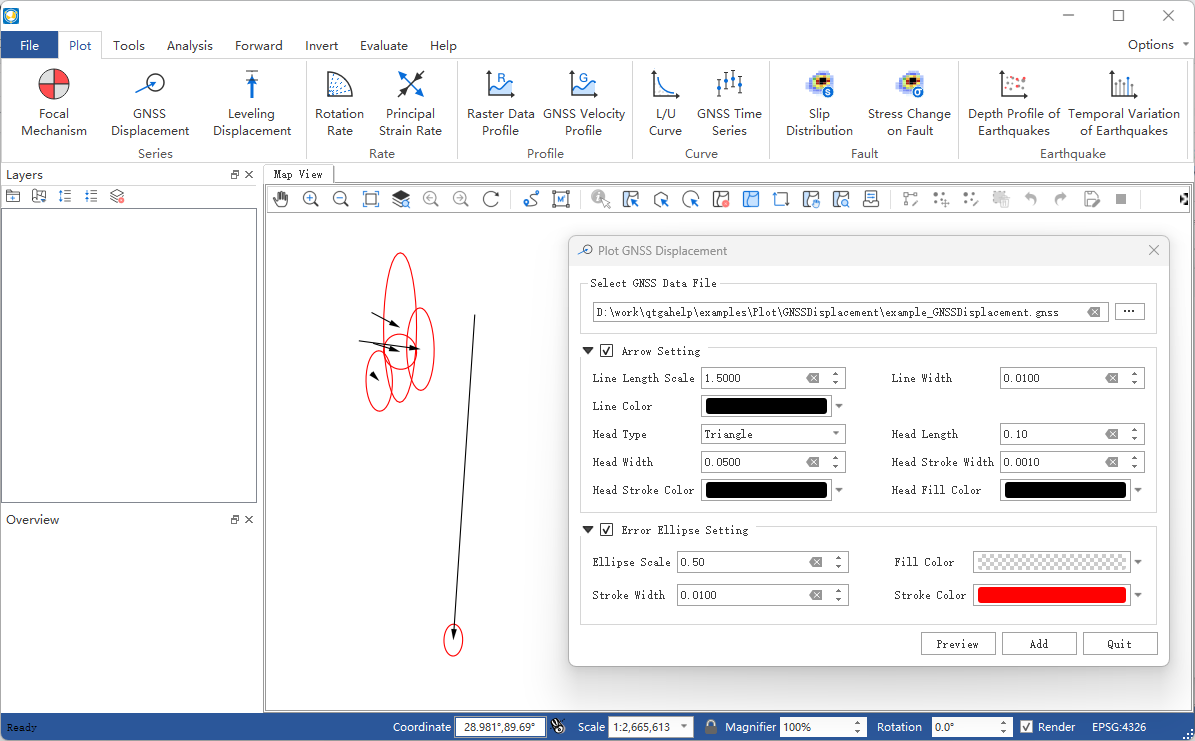 File Plot Tools Analysis Forward Invert Evaluate Help Options
Focal Mechanism
GNSS Displacement
Leveling Displacement
Series
Rotation Rate
Principal Strain Rate
Rate
Raster Data Profile
GNSS Velocity Profile
Profile
L/U Curve
GNSS Time Series
Curve
Slip Distribution
Stress Change on Fault
Fault
Depth Profile of Earthquakes
Temporal Variation of Earthquakes
Earthquake
Layers
Map View
Overview
Plot GNSS Displacement
Select GNSS Data File
D:\work\qtgahelp\examples\Plot\GNSSDisplacement\example_GNSSDisplacement.gnss ...
Arrow Setting
Line Length Scale 1.5000 Line Width 0.0100
Line Color
Head Type Triangle Head Length 0.10
Head Width 0.0500 Head Stroke Width 0.0010
Head Stroke Color Head Fill Color
Error Ellipse Setting
Ellipse Scale 0.50 Fill Color
Stroke Width 0.0100 Stroke Color
Preview Add Quit
Ready Coordinate 28.981°,89.69° Scale 1:2,665,613 Magnifier 100% Rotation 0.0° Render EPSG:4326